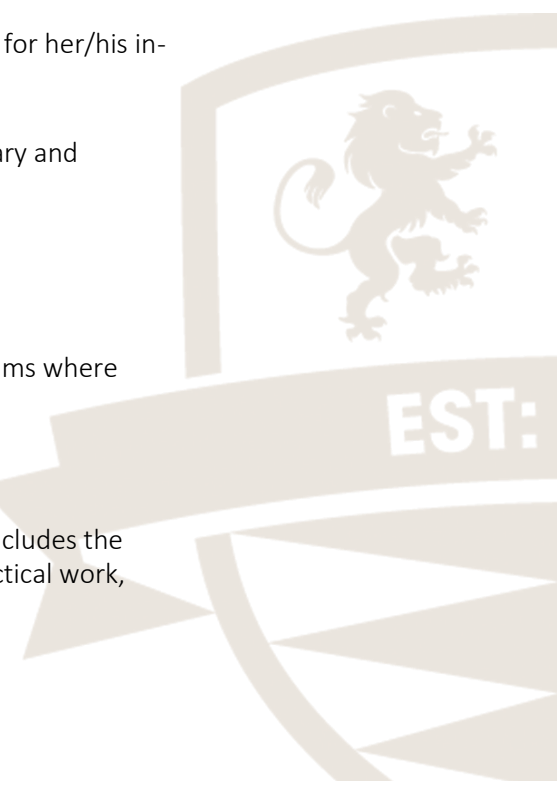 for her/his in-
ary and
ms where
EST:
cludes the
ctical work,